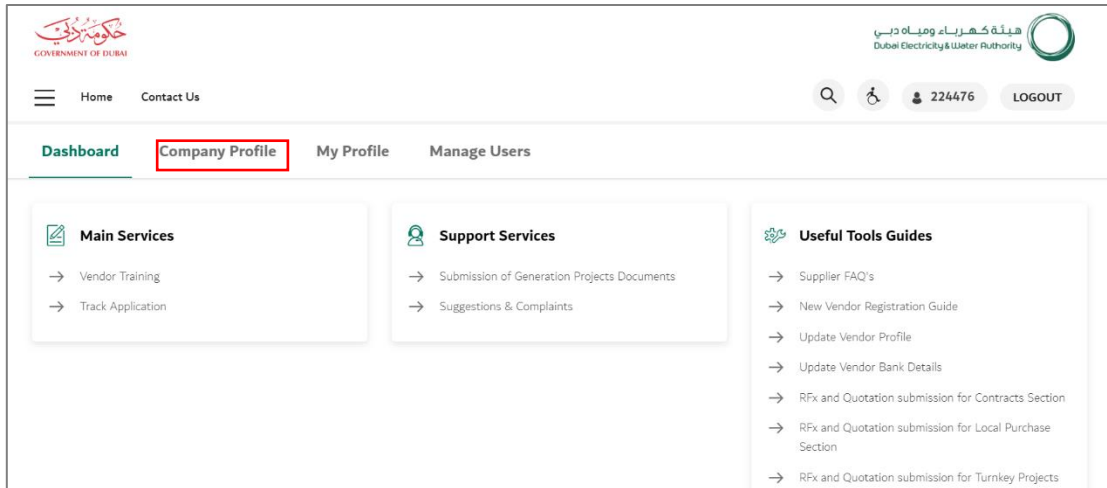 حكومة دبي
GOVERNMENT OF DUBAI
هيئة كهرباء ومياه دبي
Dubai Electricity & Water Authority
Home
Contact Us
224476
LOGOUT
Dashboard
Company Profile
My Profile
Manage Users
Main Services
Vendor Training
Track Application
Support Services
Submission of Generation Projects Documents
Suggestions & Complaints
Useful Tools Guides
Supplier FAQ's
New Vendor Registration Guide
Update Vendor Profile
Update Vendor Bank Details
RFx and Quotation submission for Contracts Section
RFx and Quotation submission for Local Purchase
Section
RFx and Quotation submission for Turnkey Projects